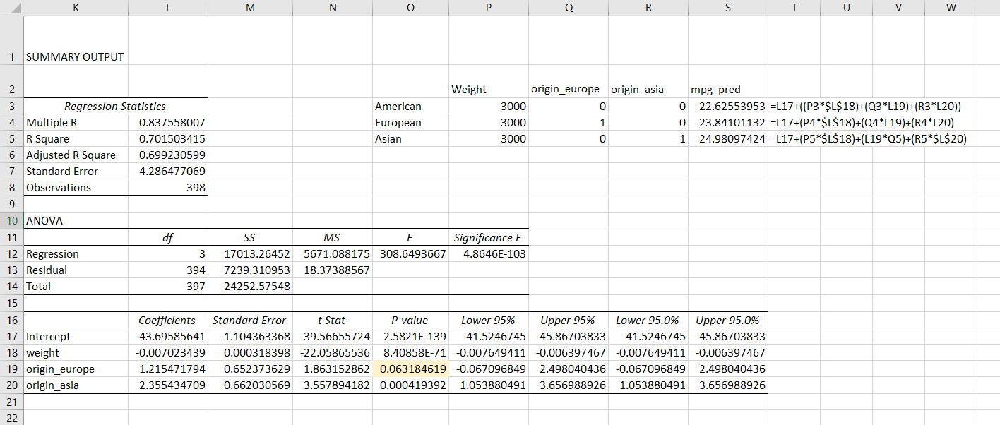 K L M N O P Q R S T U V W
1 SUMMARY OUTPUT
2 Weight origin_europe origin_asia mpg_pred
3 Regression Statistics American 3000 0 0 22.62553953 =L17+((P3*$L$18)+(Q3*L19)+(R3*L20))
4 Multiple R 0.837558007 European 3000 1 0 23.84101132 =L17+(P4*$L$18)+(Q4*L19)+(R4*L20)
5 R Square 0.701503415 Asian 3000 0 1 24.98097424 =L17+(P5*$L$18)+(L19*Q5)+(R5*$L$20)
6 Adjusted R Square 0.699230599
7 Standard Error 4.286477069
8 Observations 398
9
10 ANOVA
11 df SS MS F Significance F
12 Regression 3 17013.26452 5671.088175 308.6493667 4.8646E-103
13 Residual 394 7239.310953 18.37388567
14 Total 397 24252.57548
15
16 Coefficients Standard Error t Stat P-value Lower 95% Upper 95% Lower 95.0% Upper 95.0%
17 Intercept 43.69585641 1.104363368 39.56655724 2.5821E-139 41.5246745 45.86703833 41.5246745 45.86703833
18 weight -0.007023439 0.000318398 -22.05865536 8.40858E-71 -0.007649411 -0.006397467 -0.007649411 -0.006397467
19 origin_europe 1.215471794 0.652373629 1.863152862 0.063184619 -0.067096849 2.498040436 -0.067096849 2.498040436
20 origin_asia 2.355434709 0.662030569 3.557894182 0.000419392 1.053880491 3.656988926 1.053880491 3.656988926
21
22